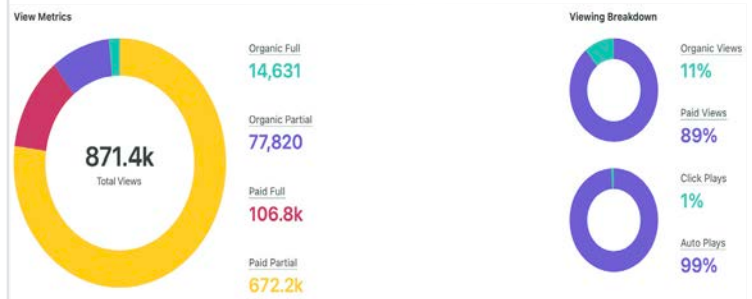 View Metrics
871.4k
Total Views
Organic Full
14,631
Organic Partial
77,820
Paid Full
106.8k
Paid Partial
672.2k
Viewing Breakdown
Organic Views
11%
Paid Views
89%
Click Plays
1%
Auto Plays
99%